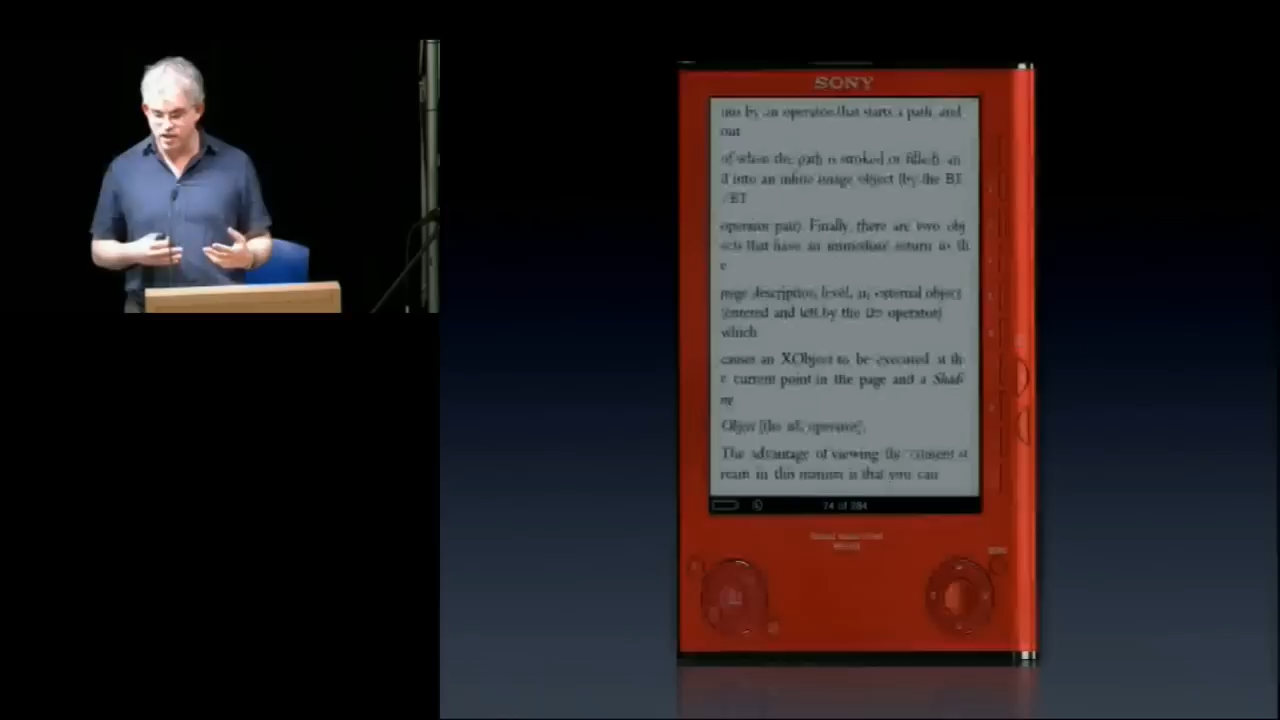 SONY
into by an operator that starts a path and
out
of when the path is stroked or filled), an
d into an inline image object (by the BI
/EI
operator pair). Finally, there are two obj
ects that have an immediate return to th
e
page description level, an external object
(entered and left by the Do operator)
which
causes an XObject to be executed at th
e current point in the page and a Shadi
ng
Object (the sh operator).
The advantage of viewing the content st
ream in this manner is that you can
74 of 284